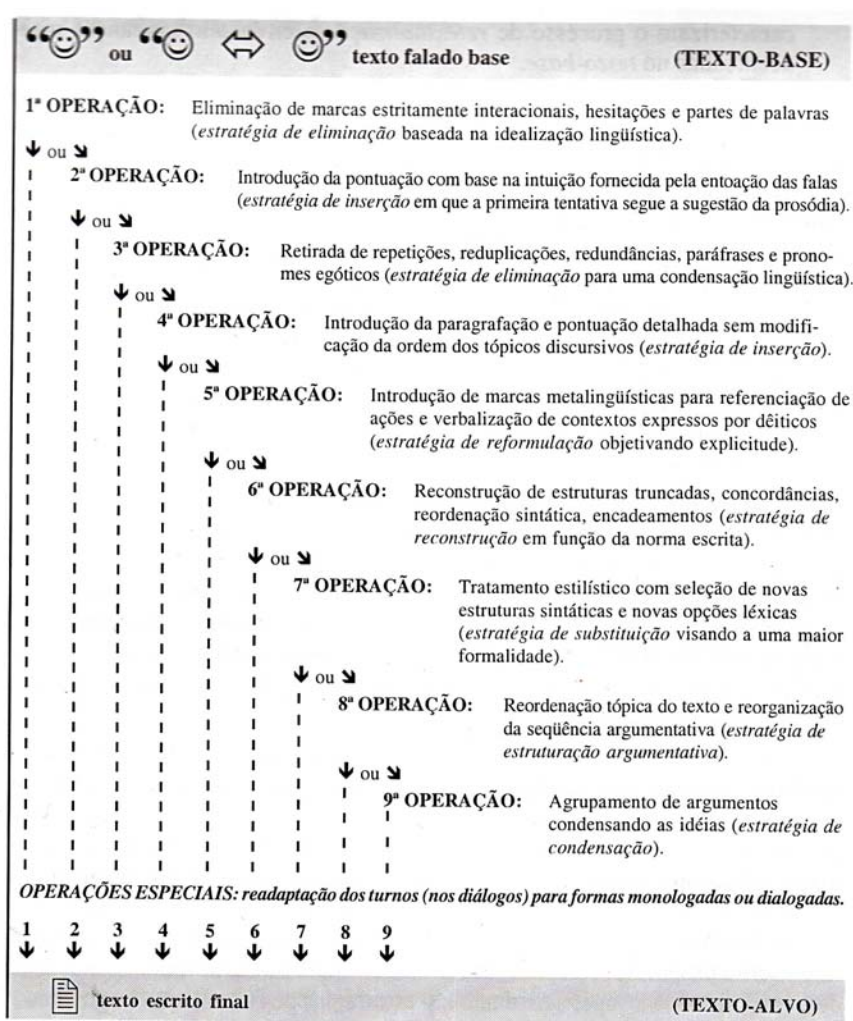 “☺” ou “☺ ⇔ ☺” texto falado base (TEXTO-BASE)
1ª OPERAÇÃO: Eliminação de marcas estritamente interacionais, hesitações e partes de palavras
(estratégia de eliminação baseada na idealização lingüística).
↓ ou ↘
2ª OPERAÇÃO: Introdução da pontuação com base na intuição fornecida pela entoação das falas
(estratégia de inserção em que a primeira tentativa segue a sugestão da prosódia).
↓ ou ↘
3ª OPERAÇÃO: Retirada de repetições, reduplicações, redundâncias, paráfrases e prono-
mes egóticos (estratégia de eliminação para uma condensação lingüística).
↓ ou ↘
4ª OPERAÇÃO: Introdução da paragrafação e pontuação detalhada sem modifi-
cação da ordem dos tópicos discursivos (estratégia de inserção).
↓ ou ↘
5ª OPERAÇÃO: Introdução de marcas metalingüísticas para referenciação de
ações e verbalização de contextos expressos por dêiticos
(estratégia de reformulação objetivando explicitude).
↓ ou ↘
6ª OPERAÇÃO: Reconstrução de estruturas truncadas, concordâncias,
reordenação sintática, encadeamentos (estratégia de
reconstrução em função da norma escrita).
↓ ou ↘
7ª OPERAÇÃO: Tratamento estilístico com seleção de novas
estruturas sintáticas e novas opções léxicas
(estratégia de substituição visando a uma maior
formalidade).
↓ ou ↘
8ª OPERAÇÃO: Reordenação tópica do texto e reorganização
da seqüência argumentativa (estratégia de
estruturação argumentativa).
↓ ou ↘
9ª OPERAÇÃO: Agrupamento de argumentos
condensando as idéias (estratégia de
condensação).
OPERAÇÕES ESPECIAIS: readaptação dos turnos (nos diálogos) para formas monologadas ou dialogadas.
1 2 3 4 5 6 7 8 9
↓ ↓ ↓ ↓ ↓ ↓ ↓ ↓ ↓
texto escrito final (TEXTO-ALVO)